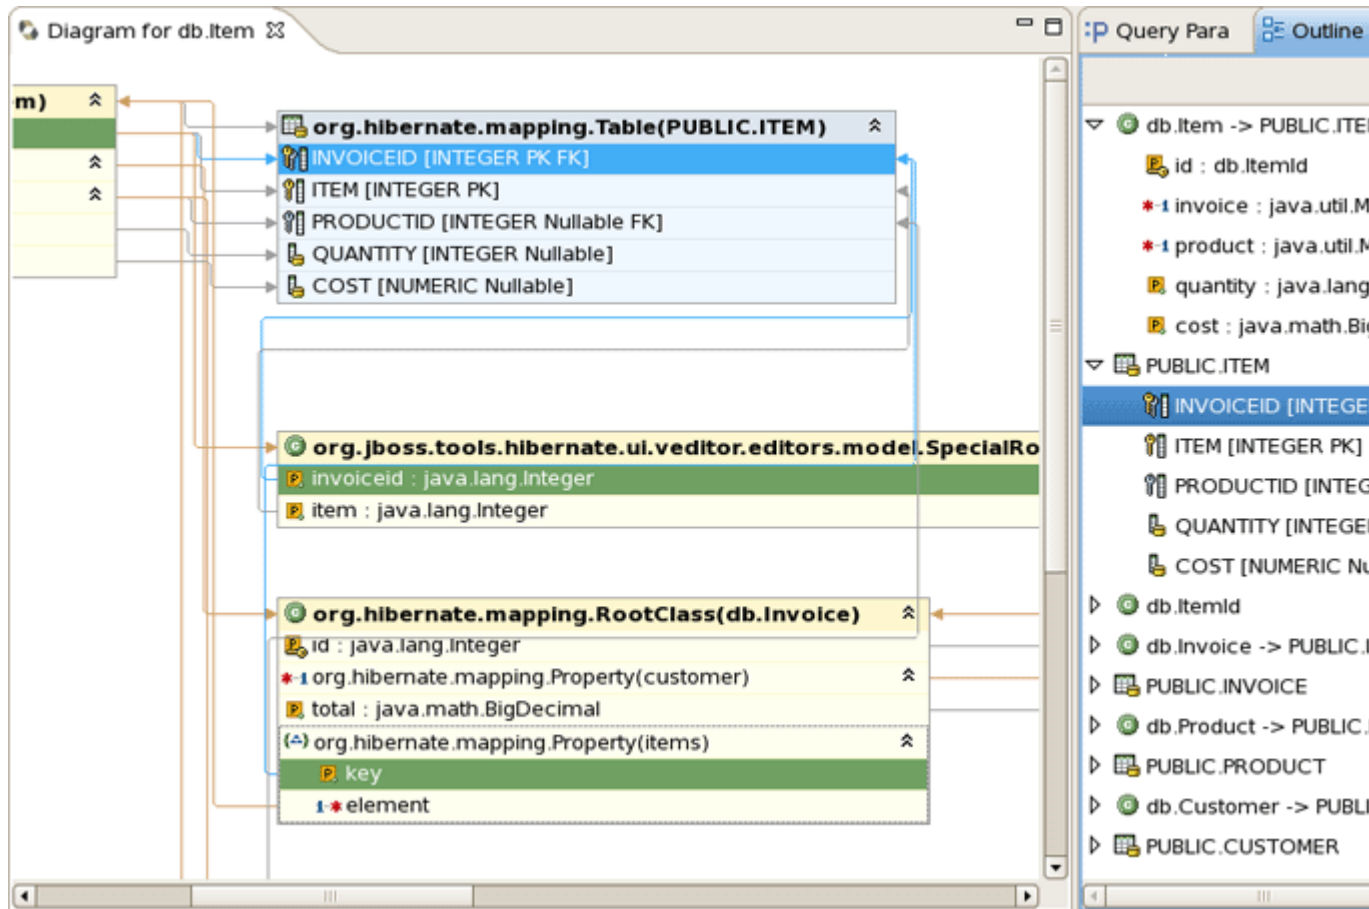 Diagram for db.Item
m)
org.hibernate.mapping.Table(PUBLIC.ITEM)
INVOICEID [INTEGER PK FK]
ITEM [INTEGER PK]
PRODUCTID [INTEGER Nullable FK]
QUANTITY [INTEGER Nullable]
COST [NUMERIC Nullable]
org.jboss.tools.hibernate.ui.veditor.editors.model.SpecialRo
invoiceid : java.lang.Integer
item : java.lang.Integer
org.hibernate.mapping.RootClass(db.Invoice)
id : java.lang.Integer
*-1 org.hibernate.mapping.Property(customer)
total : java.math.BigDecimal
org.hibernate.mapping.Property(items)
key
1-* element
Query Para
Outline
db.Item -> PUBLIC.ITE
id : db.ItemId
*-1 invoice : java.util.M
*-1 product : java.util.M
quantity : java.lang
cost : java.math.Big
PUBLIC.ITEM
INVOICEID [INTEGE
ITEM [INTEGER PK]
PRODUCTID [INTEG
QUANTITY [INTEGE
COST [NUMERIC Nu
db.ItemId
db.Invoice -> PUBLIC.I
PUBLIC.INVOICE
db.Product -> PUBLIC.
PUBLIC.PRODUCT
db.Customer -> PUBLI
PUBLIC.CUSTOMER